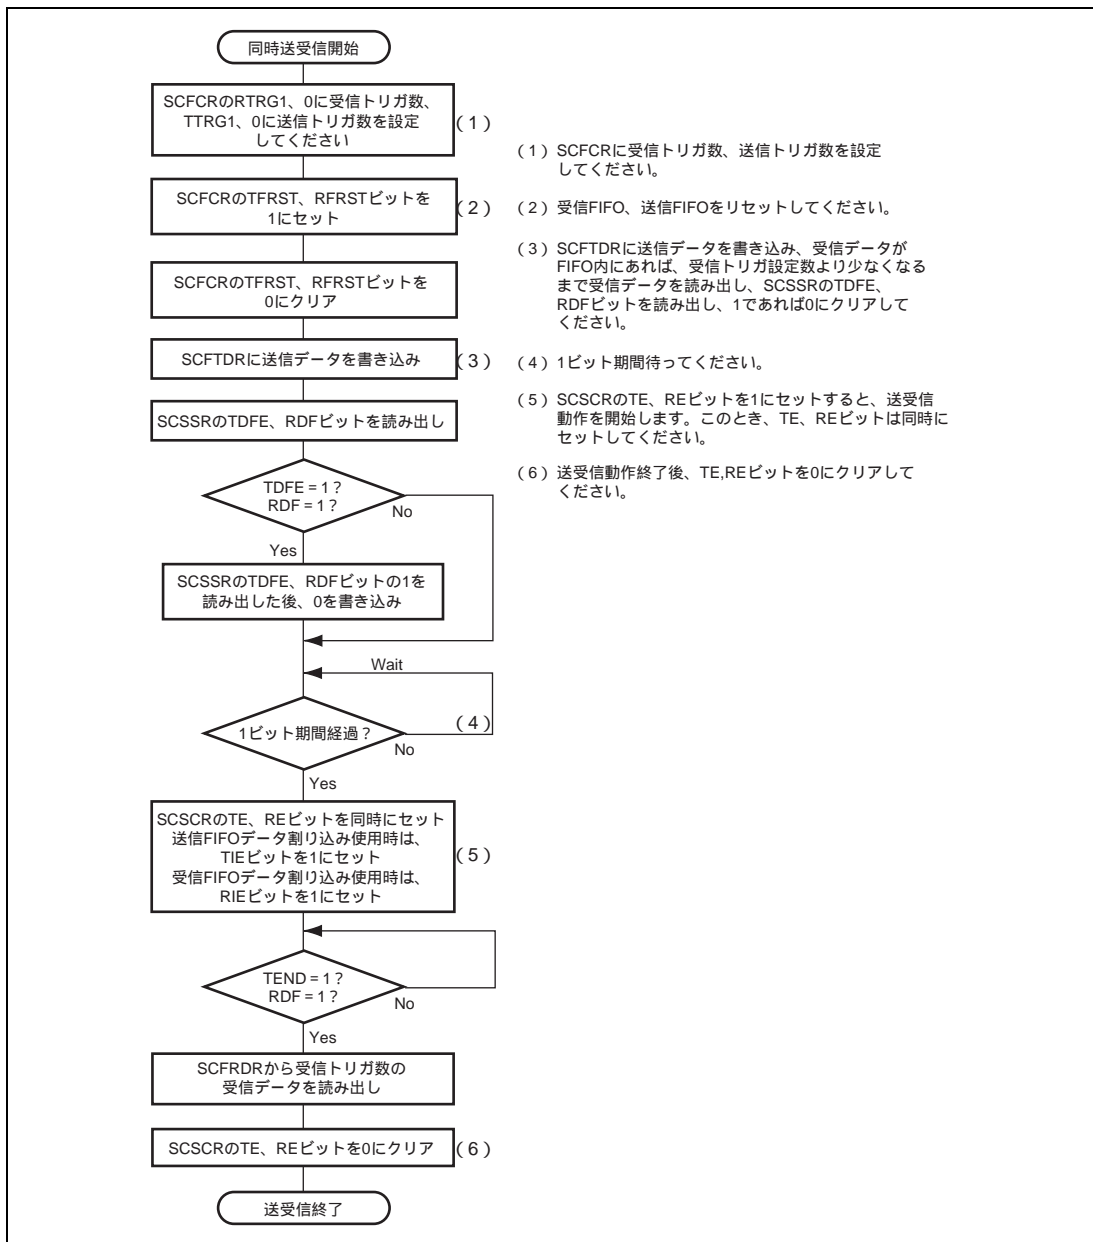 同時送受信開始
SCFCRのRTRG1、0に受信トリガ数、
TTRG1、0に送信トリガ数を設定
してください
（1）
SCFCRのTFRST、RFRSTビットを
1にセット
（2）
SCFCRのTFRST、RFRSTビットを
0にクリア
SCFTDRに送信データを書き込み
（3）
SCSSRのTDFE、RDFビットを読み出し
TDFE = 1？
RDF = 1？
No
Yes
SCSSRのTDFE、RDFビットの1を
読み出した後、0を書き込み
Wait
1ビット期間経過？
（4）
No
Yes
SCSCRのTE、REビットを同時にセット
送信FIFOデータ割り込み使用時は、
TIEビットを1にセット
受信FIFOデータ割り込み使用時は、
RIEビットを1にセット
（5）
TEND = 1？
RDF = 1？
No
Yes
SCFRDRから受信トリガ数の
受信データを読み出し
SCSCRのTE、REビットを0にクリア
（6）
送受信終了
（1）SCFCRに受信トリガ数、送信トリガ数を設定
してください。
（2）受信FIFO、送信FIFOをリセットしてください。
（3）SCFTDRに送信データを書き込み、受信データが
FIFO内にあれば、受信トリガ設定数より少なくなる
まで受信データを読み出し、SCSSRのTDFE、
RDFビットを読み出し、1であれば0にクリアして
ください。
（4）1ビット期間待ってください。
（5）SCSCRのTE、REビットを1にセットすると、送受信
動作を開始します。このとき、TE、REビットは同時に
セットしてください。
（6）送受信動作終了後、TE,REビットを0にクリアして
ください。